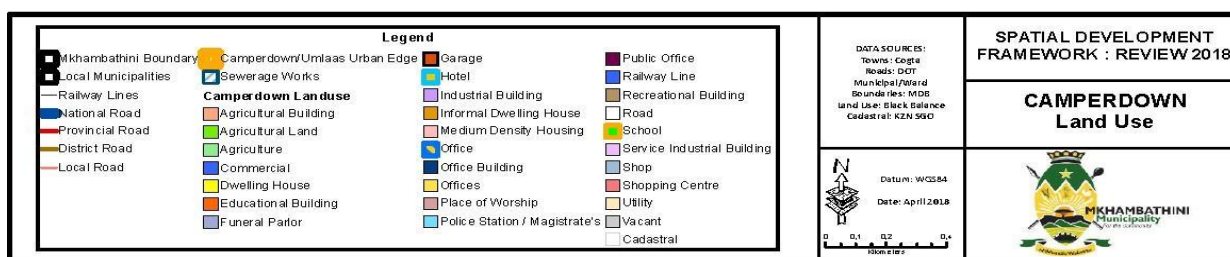 Legend
Mkhambathini Boundary
Local Municipalities
Railway Lines
National Road
Provincial Road
District Road
Local Road
Camperdown/Umlaas Urban Edge
Sewerage Works
Camperdown Landuse
Agricultural Building
Agricultural Land
Agriculture
Commercial
Dwelling House
Educational Building
Funeral Parlor
Garage
Hotel
Industrial Building
Informal Dwelling House
Medium Density Housing
Office
Office Building
Offices
Place of Worship
Police Station / Magistrate's
Public Office
Railway Line
Recreational Building
Road
School
Service Industrial Building
Shop
Shopping Centre
Utility
Vacant
Cadastral
DATA SOURCES:
Towns: Cogta
Roads: DOT
Municipal/Ward
Boundaries: MDB
Land Use: Black Balance
Cadastral: KZN SGO
N
Datum: WGS84
Date: April 2018
0 0,1 0,2 0,4
Kilometers
SPATIAL DEVELOPMENT
FRAMEWORK : REVIEW 2018
CAMPERDOWN
Land Use
MKHAMBATHINI
Municipality